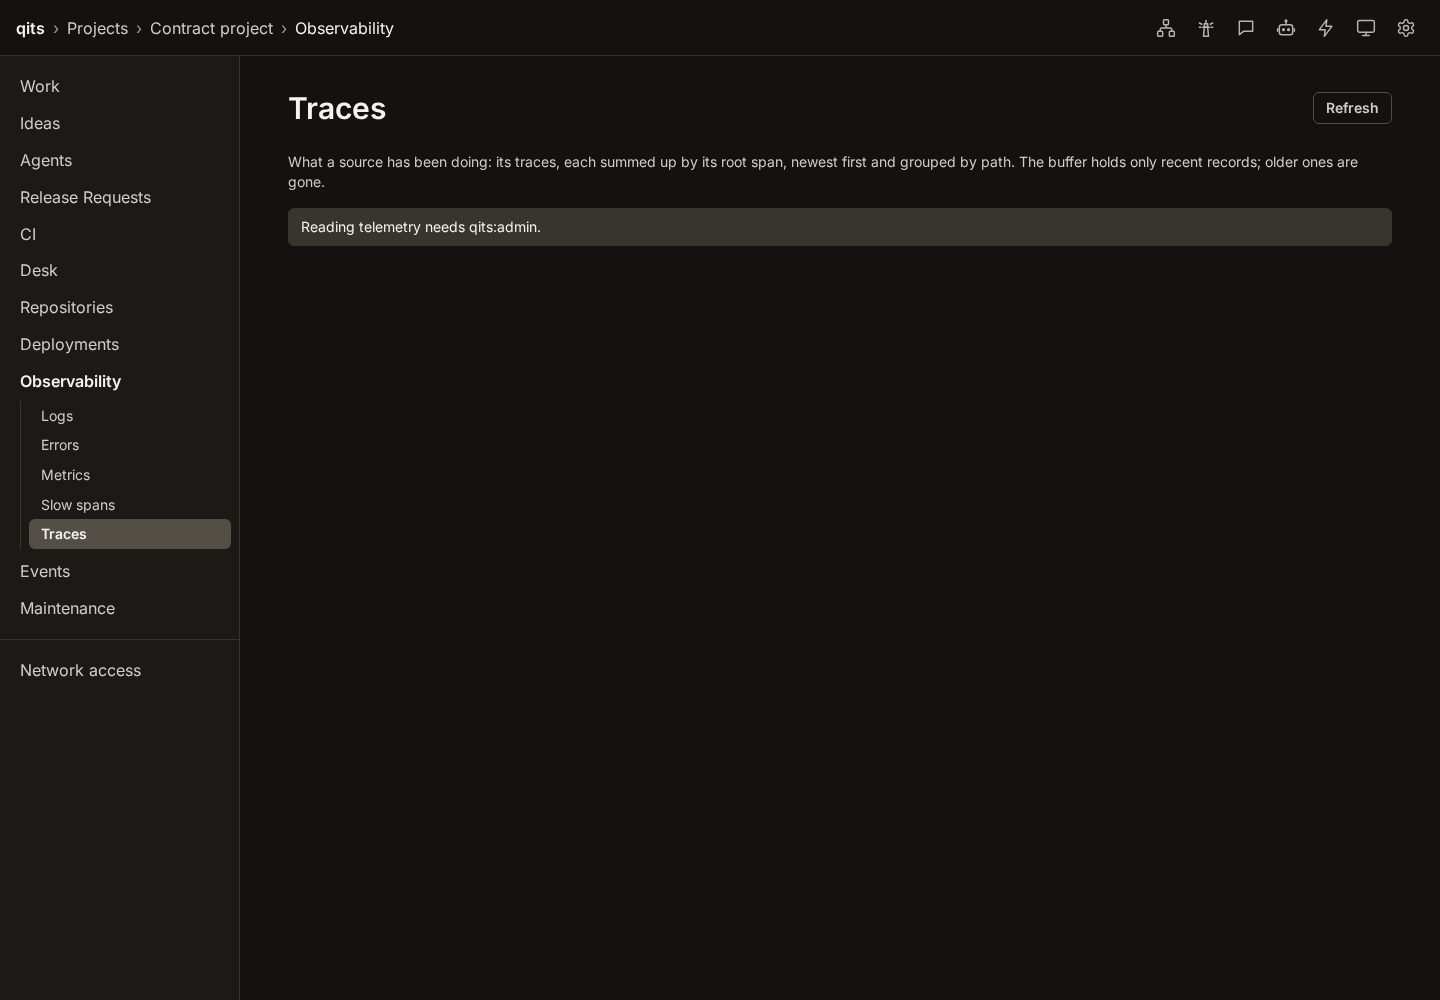 qits › Projects › Contract project › Observability
Work
Ideas
Agents
Release Requests
CI
Desk
Repositories
Deployments
Observability
Logs
Errors
Metrics
Slow spans
Traces
Events
Maintenance
Network access
Traces
Refresh
What a source has been doing: its traces, each summed up by its root span, newest first and grouped by path. The buffer holds only recent records; older ones are
gone.
Reading telemetry needs qits:admin.